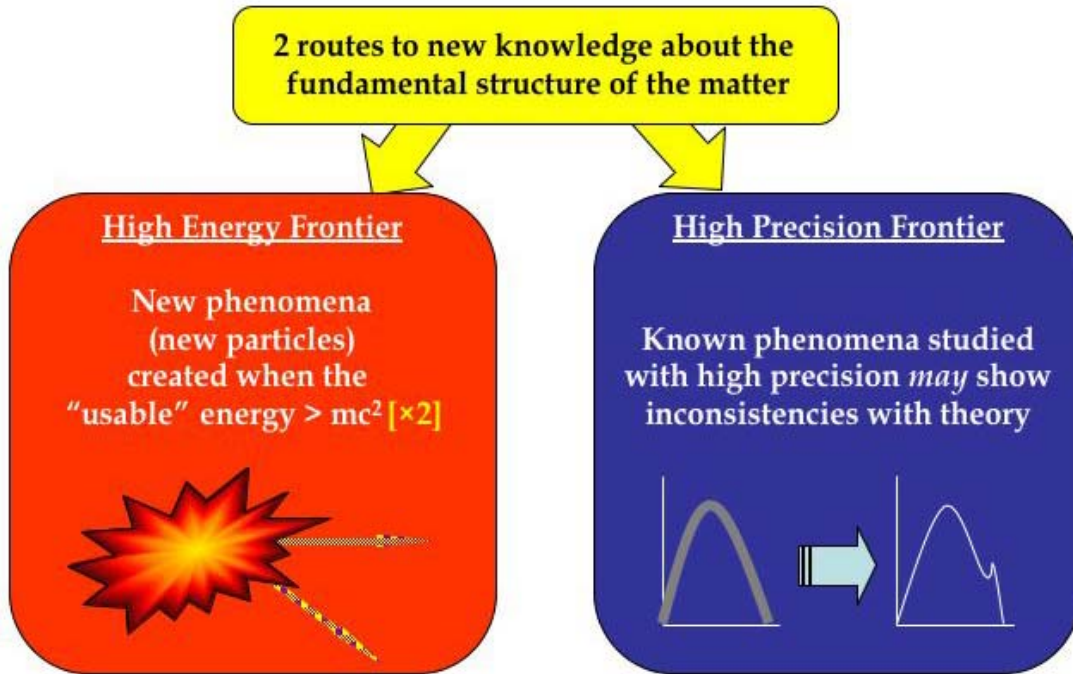 2 routes to new knowledge about the
fundamental structure of the matter
High Energy Frontier
New phenomena
(new particles)
created when the
“usable” energy > mc² [×2]
High Precision Frontier
Known phenomena studied
with high precision may show
inconsistencies with theory